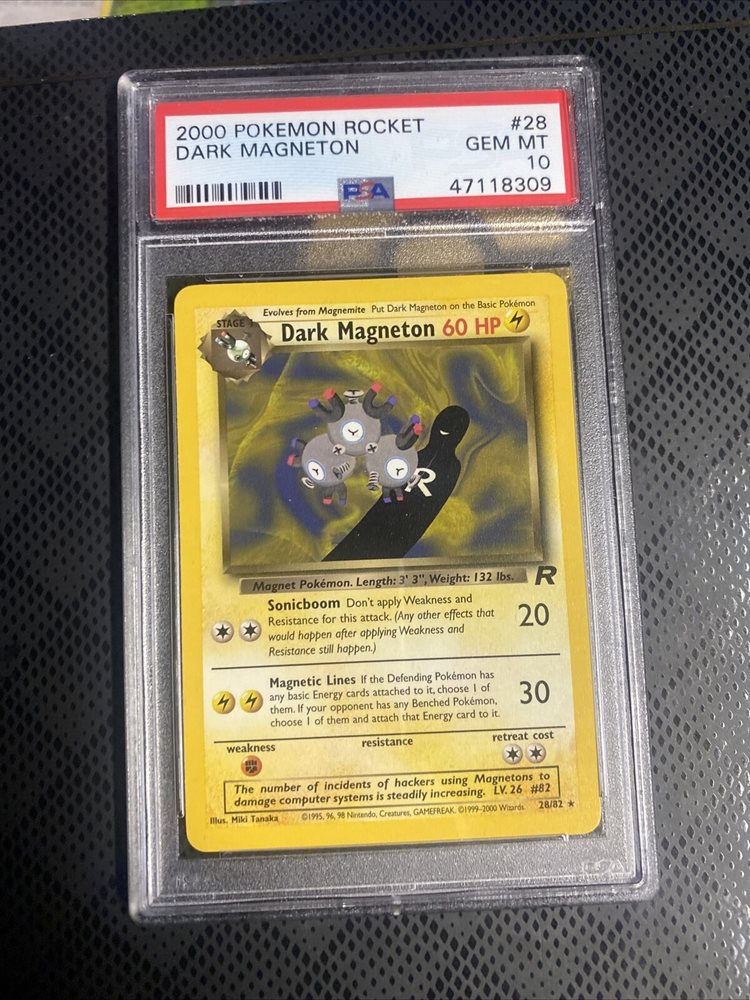 2000 POKEMON ROCKET #28
DARK MAGNETON GEM MT
10
PSA 47118309
Evolves from Magnemite Put Dark Magneton on the Basic Pokémon
STAGE 1
Dark Magneton 60 HP
R
Magnet Pokémon. Length: 3' 3", Weight: 132 lbs.
R
Sonicboom Don't apply Weakness and
Resistance for this attack. (Any other effects that
would happen after applying Weakness and
Resistance still happen.)
20
Magnetic Lines If the Defending Pokémon has
any basic Energy cards attached to it, choose 1 of
them. If your opponent has any Benched Pokémon,
choose 1 of them and attach that Energy card to it.
30
weakness resistance retreat cost
The number of incidents of hackers using Magnetons to
damage computer systems is steadily increasing. LV. 26 #82
Illus. Miki Tanaka ©1995, 96, 98 Nintendo, Creatures, GAMEFREAK. ©1999-2000 Wizards. 28/82 ★